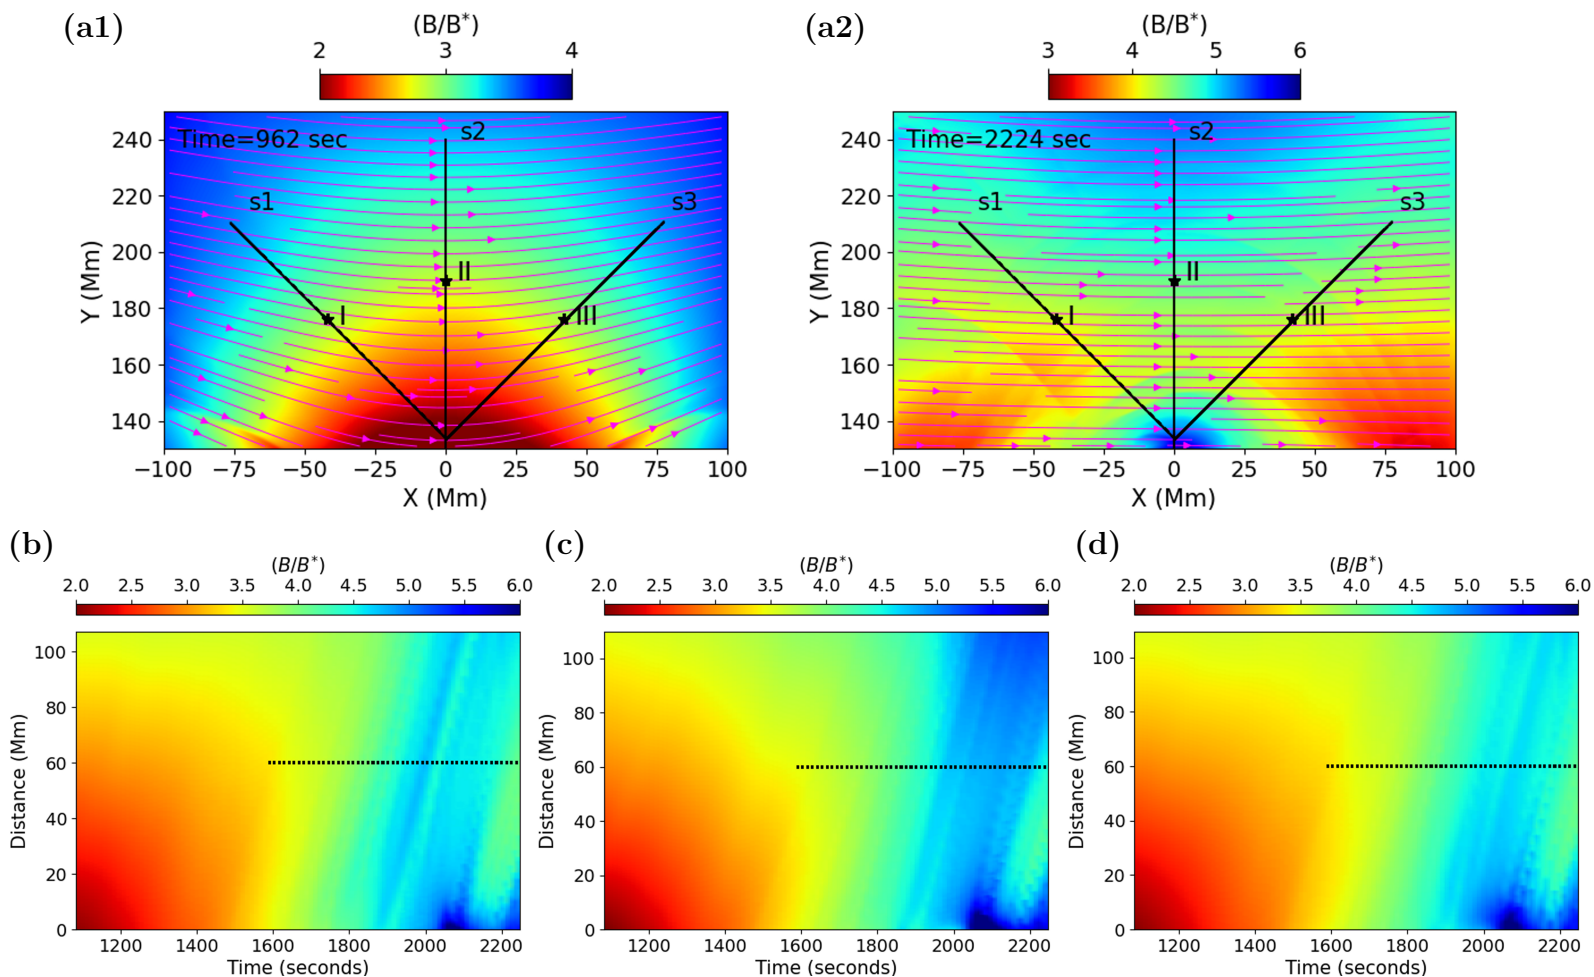 (a1)
(B/B*)
2 3 4
Time=962 sec
s1
s2
s3
I
II
III
240
220
200
180
160
140
Y (Mm)
−100 −75 −50 −25 0 25 50 75 100
X (Mm)
(a2)
(B/B*)
3 4 5 6
Time=2224 sec
s1
s2
s3
I
II
III
240
220
200
180
160
140
Y (Mm)
−100 −75 −50 −25 0 25 50 75 100
X (Mm)
(b)
(B/B*)
2.0 2.5 3.0 3.5 4.0 4.5 5.0 5.5 6.0
100
80
60
40
20
0
Distance (Mm)
1200 1400 1600 1800 2000 2200
Time (seconds)
(c)
(B/B*)
2.0 2.5 3.0 3.5 4.0 4.5 5.0 5.5 6.0
100
80
60
40
20
0
Distance (Mm)
1200 1400 1600 1800 2000 2200
Time (seconds)
(d)
(B/B*)
2.0 2.5 3.0 3.5 4.0 4.5 5.0 5.5 6.0
100
80
60
40
20
0
Distance (Mm)
1200 1400 1600 1800 2000 2200
Time (seconds)